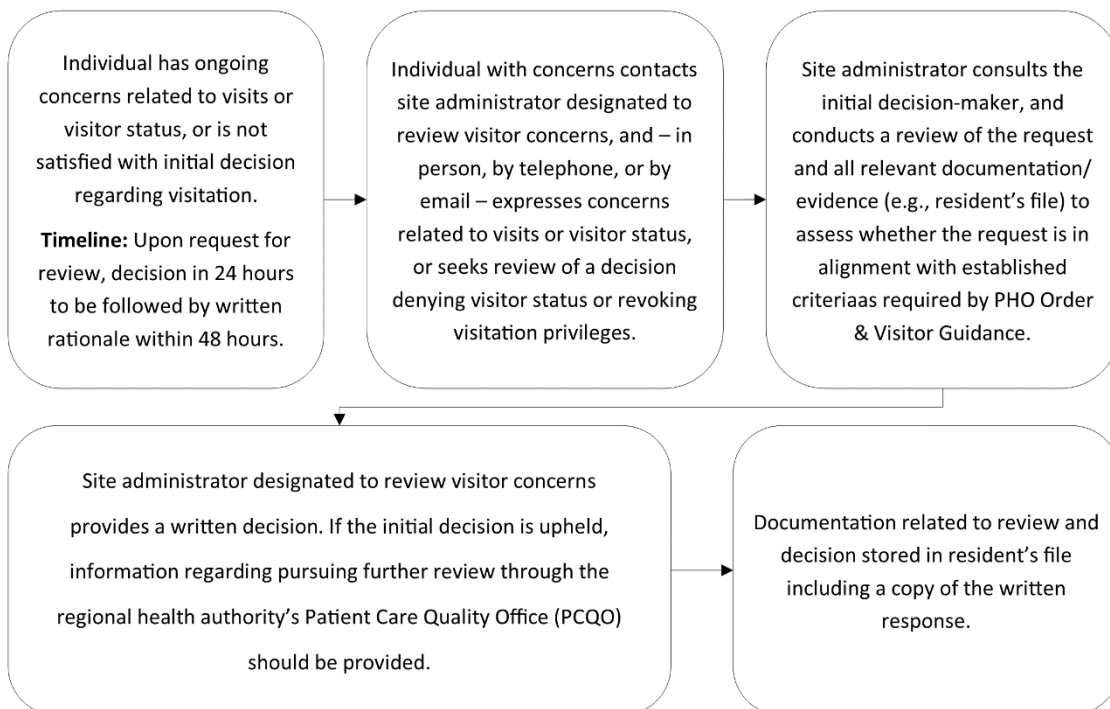 Individual has ongoing
concerns related to visits or
visitor status, or is not
satisfied with initial decision
regarding visitation.
Timeline: Upon request for
review, decision in 24 hours
to be followed by written
rationale within 48 hours.
Individual with concerns contacts
site administrator designated to
review visitor concerns, and – in
person, by telephone, or by
email – expresses concerns
related to visits or visitor status,
or seeks review of a decision
denying visitor status or revoking
visitation privileges.
Site administrator consults the
initial decision-maker, and
conducts a review of the request
and all relevant documentation/
evidence (e.g., resident's file) to
assess whether the request is in
alignment with established
criteriaas required by PHO Order
& Visitor Guidance.
Site administrator designated to review visitor concerns
provides a written decision. If the initial decision is upheld,
information regarding pursuing further review through the
regional health authority's Patient Care Quality Office (PCQO)
should be provided.
Documentation related to review and
decision stored in resident's file
including a copy of the written
response.